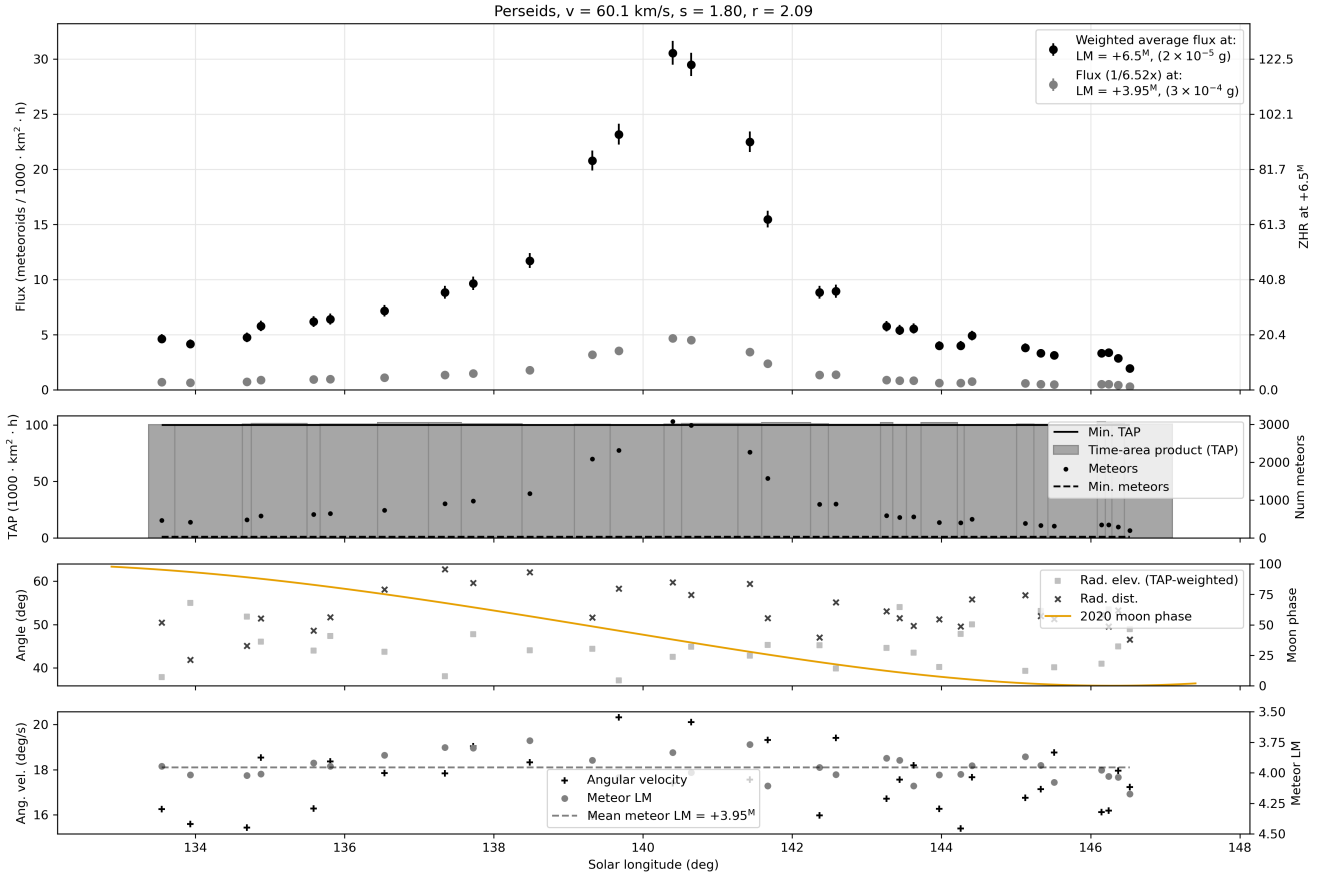 Perseids, v = 60.1 km/s, s = 1.80, r = 2.09
Flux (meteoroids / 1000 · km² · h)
30
25
20
15
10
5
0
Weighted average flux at:
LM = +6.5ᴹ, (2 × 10⁻⁵ g)
Flux (1/6.52x) at:
LM = +3.95ᴹ, (3 × 10⁻⁴ g)
122.5
102.1
81.7
61.3
40.8
20.4
0.0
ZHR at +6.5ᴹ
TAP (1000 · km² · h)
100
50
0
Min. TAP
Time-area product (TAP)
Meteors
Min. meteors
3000
2000
1000
0
Num meteors
Angle (deg)
60
50
40
Rad. elev. (TAP-weighted)
Rad. dist.
2020 moon phase
100
75
50
25
0
Moon phase
Ang. vel. (deg/s)
20
18
16
Angular velocity
Meteor LM
Mean meteor LM = +3.95ᴹ
3.50
3.75
4.00
4.25
4.50
Meteor LM
134 136 138 140 142 144 146 148
Solar longitude (deg)